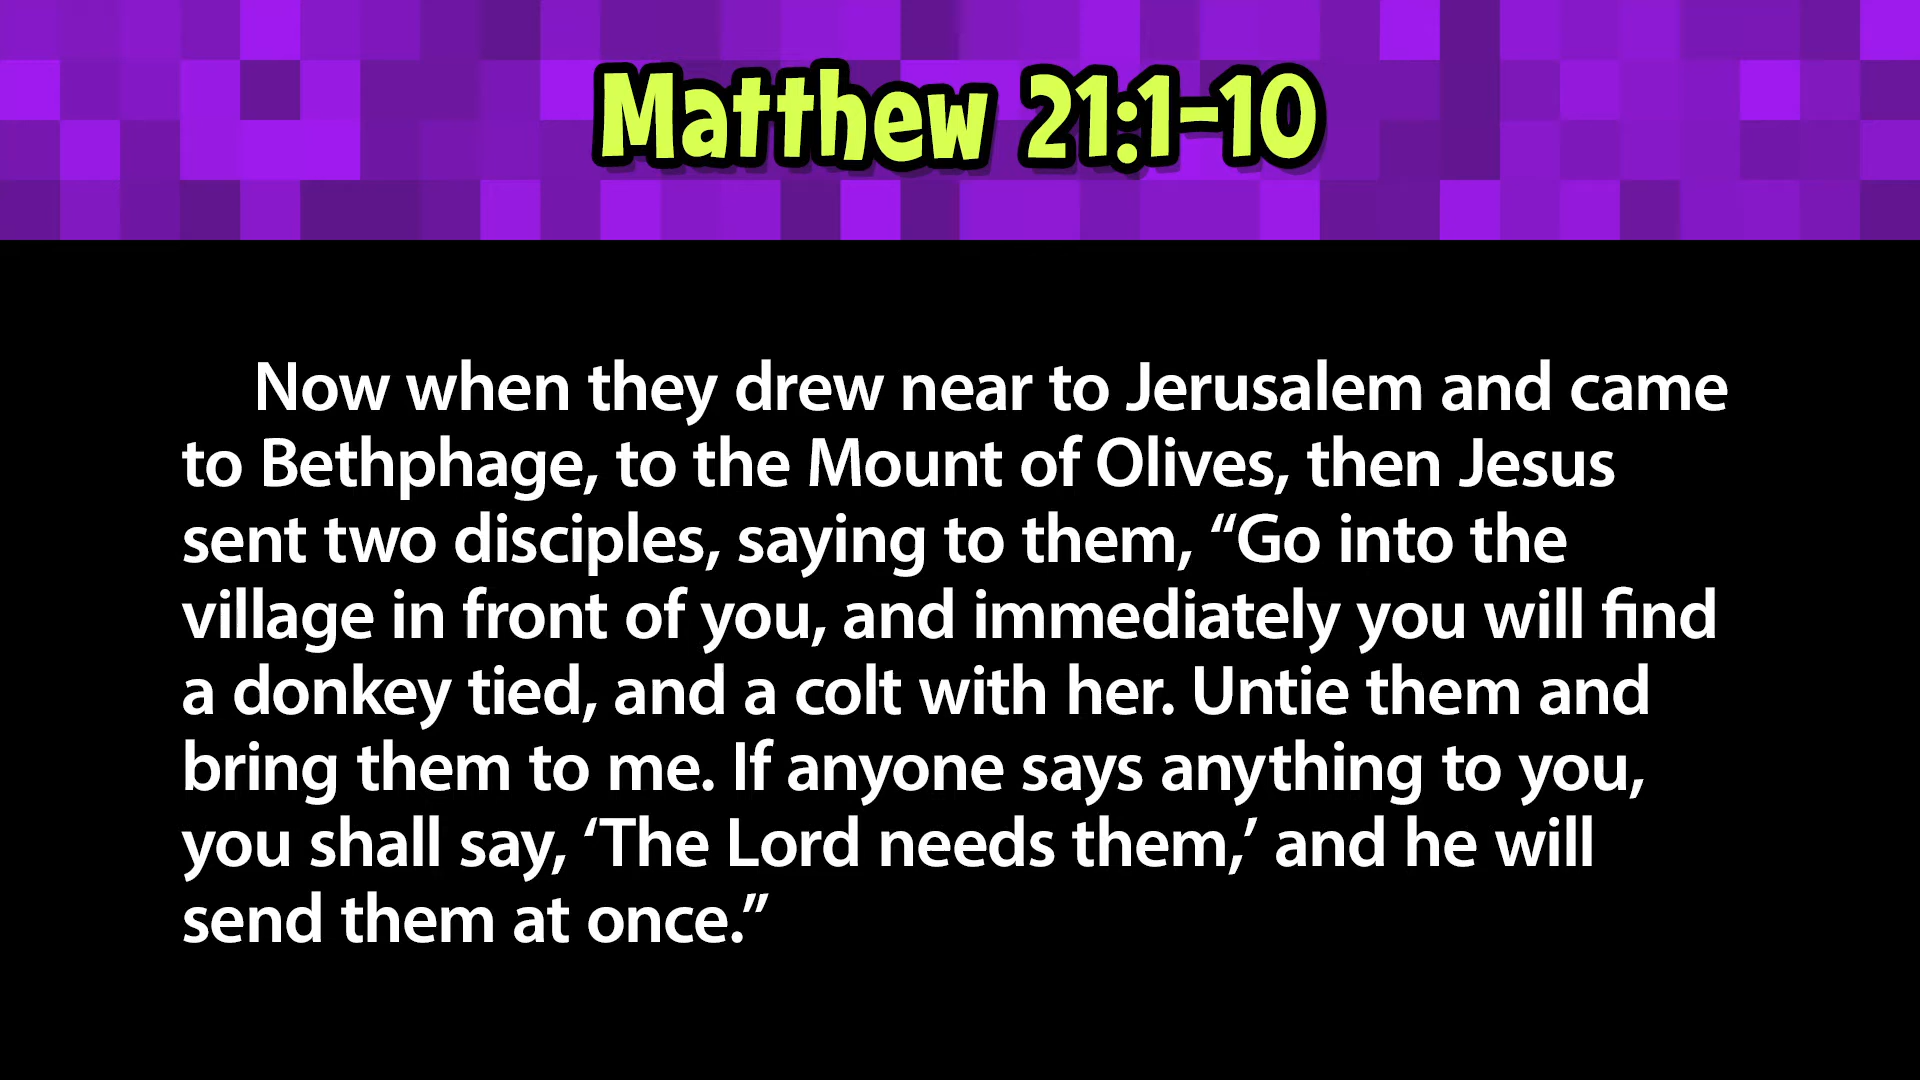 Matthew 21:1-10
Now when they drew near to Jerusalem and came
to Bethphage, to the Mount of Olives, then Jesus
sent two disciples, saying to them, “Go into the
village in front of you, and immediately you will find
a donkey tied, and a colt with her. Untie them and
bring them to me. If anyone says anything to you,
you shall say, ‘The Lord needs them,’ and he will
send them at once.”